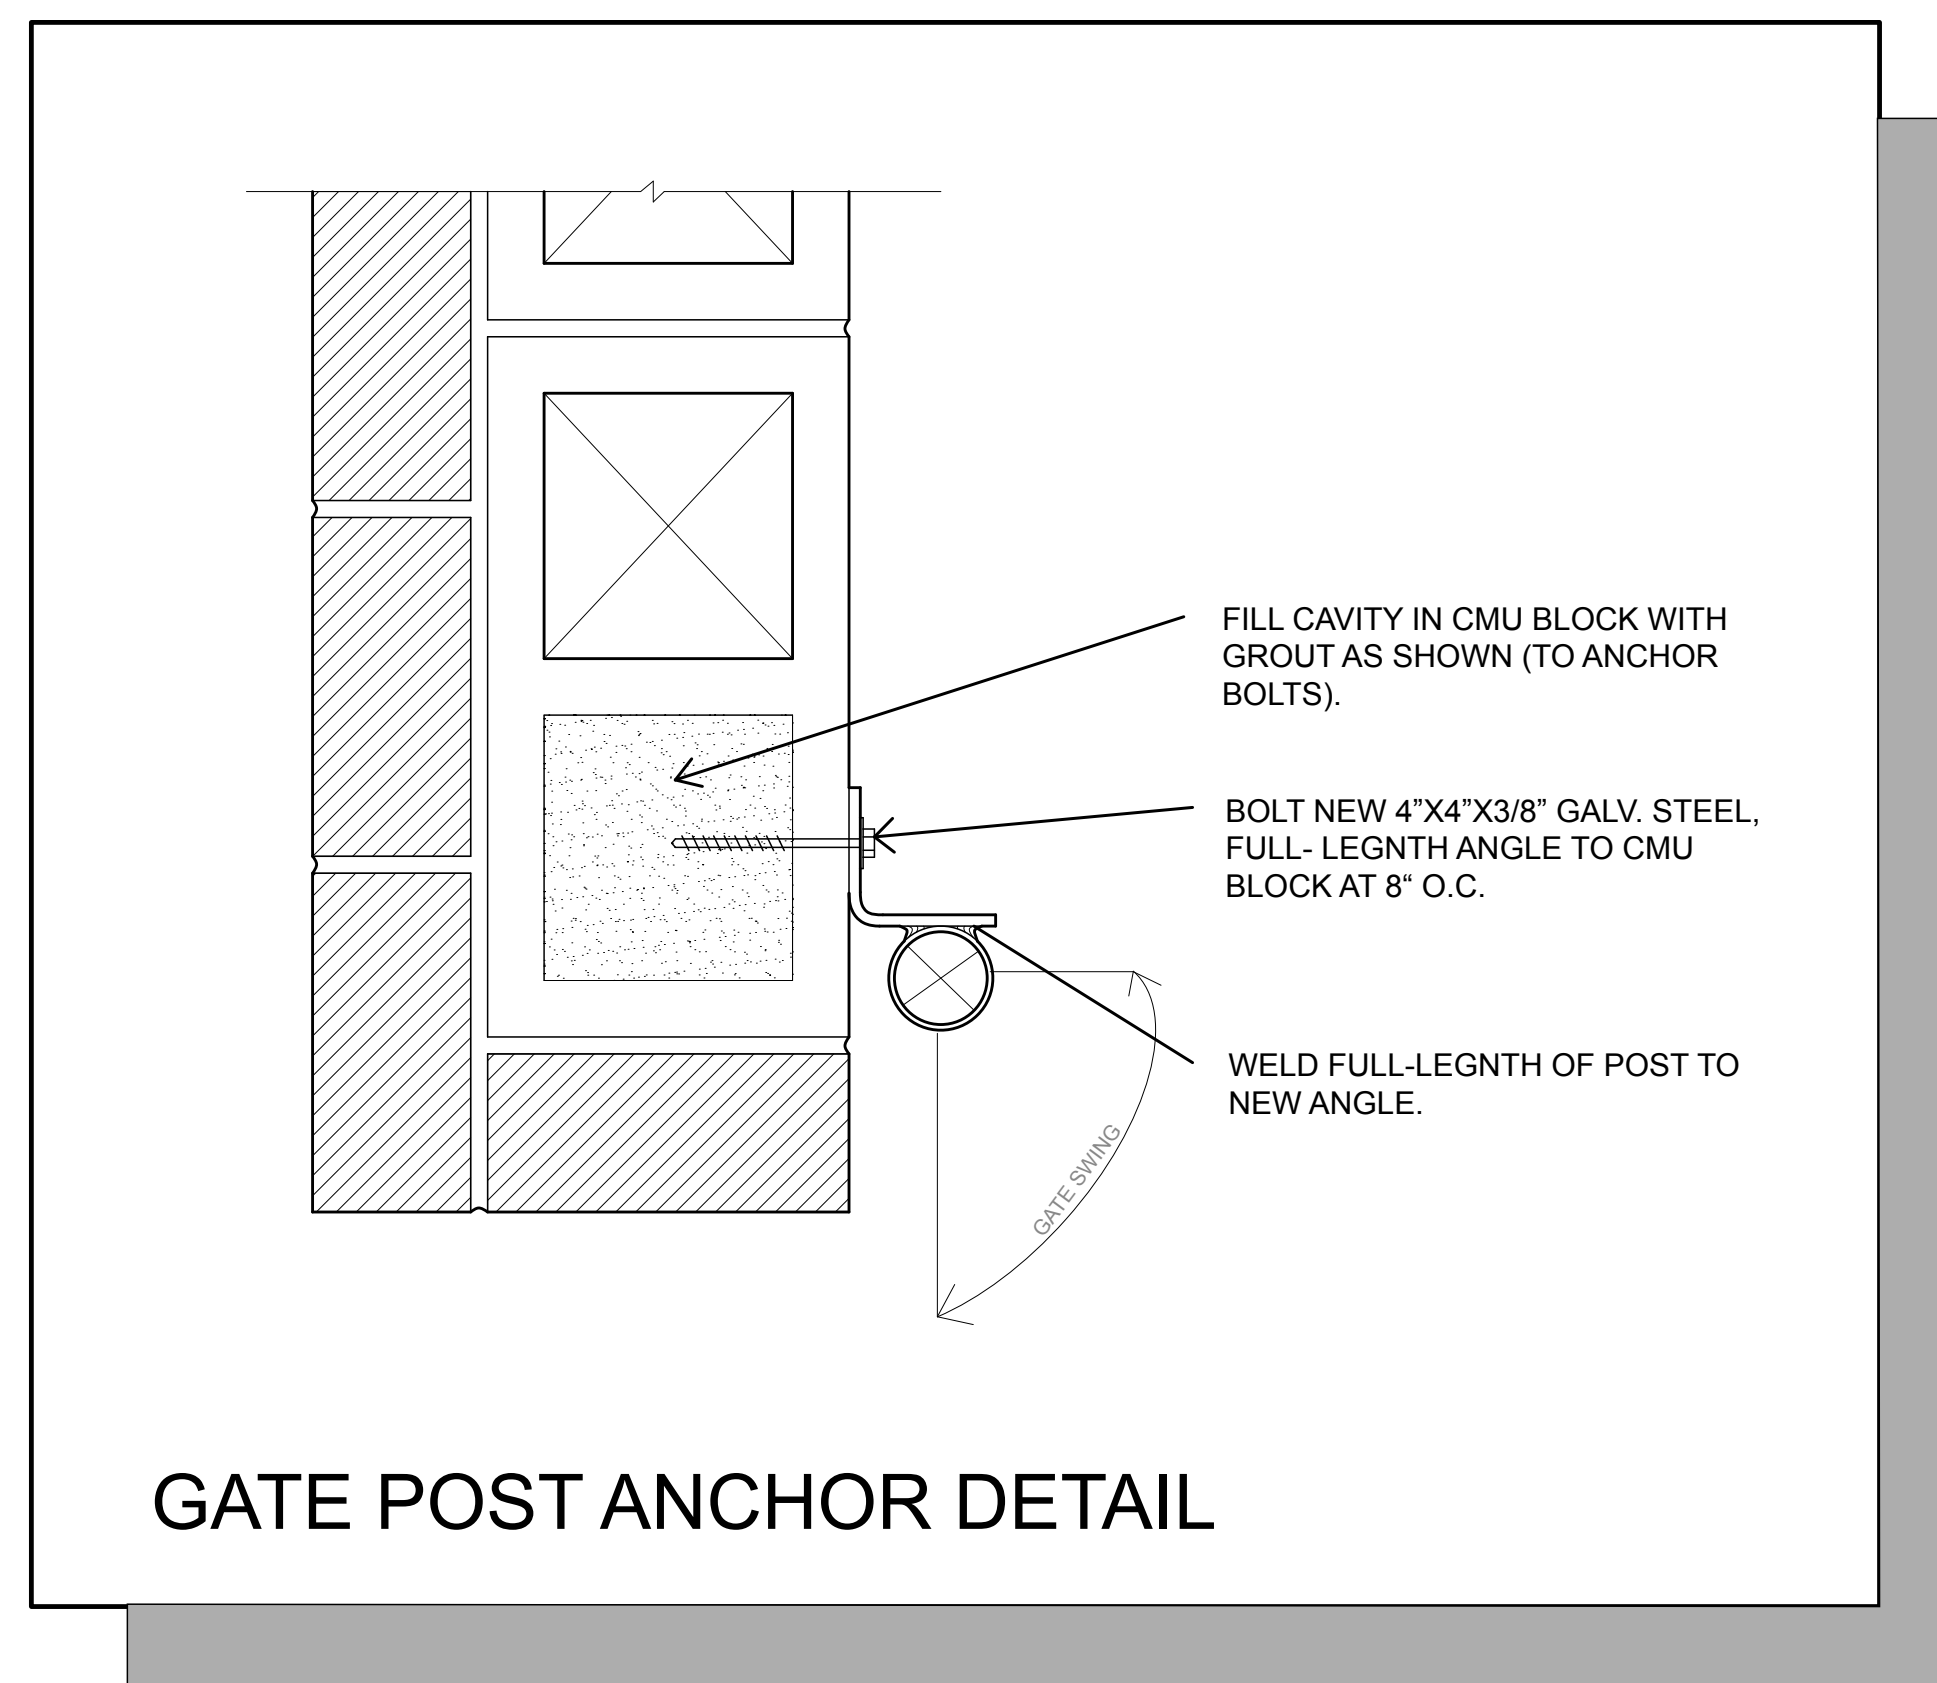 FILL CAVITY IN CMU BLOCK WITH
GROUT AS SHOWN (TO ANCHOR
BOLTS).
BOLT NEW 4”X4”X3/8” GALV. STEEL,
FULL- LEGNTH ANGLE TO CMU
BLOCK AT 8“ O.C.
WELD FULL-LEGNTH OF POST TO
NEW ANGLE.
GATE SWING
GATE POST ANCHOR DETAIL